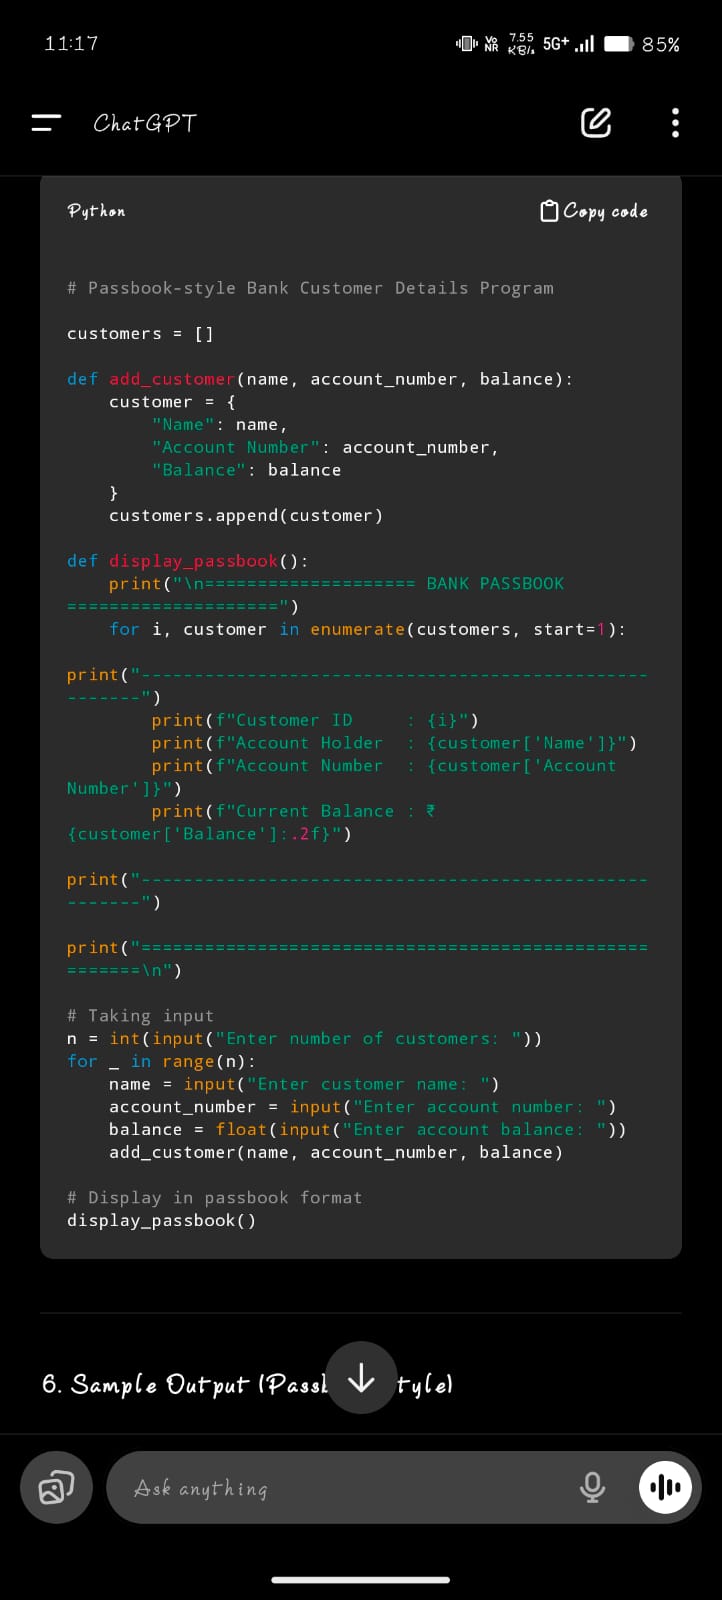 11:17
Vo NR 7.55 KB/s 5G+ 85%
ChatGPT
Python
Copy code
# Passbook-style Bank Customer Details Program
customers = []
def add_customer(name, account_number, balance):
    customer = {
        "Name": name,
        "Account Number": account_number,
        "Balance": balance
    }
    customers.append(customer)
def display_passbook():
    print("\n==================== BANK PASSBOOK
====================")
    for i, customer in enumerate(customers, start=1):
print("------------------------------------------------
-------")
        print(f"Customer ID     : {i}")
        print(f"Account Holder  : {customer['Name']}")
        print(f"Account Number  : {customer['Account
Number']}")
        print(f"Current Balance : ₹
{customer['Balance']:.2f}")
print("------------------------------------------------
-------")
print("================================================
=======\n")
# Taking input
n = int(input("Enter number of customers: "))
for _ in range(n):
    name = input("Enter customer name: ")
    account_number = input("Enter account number: ")
    balance = float(input("Enter account balance: "))
    add_customer(name, account_number, balance)
# Display in passbook format
display_passbook()
6. Sample Output (Pass tyle)
Ask anything